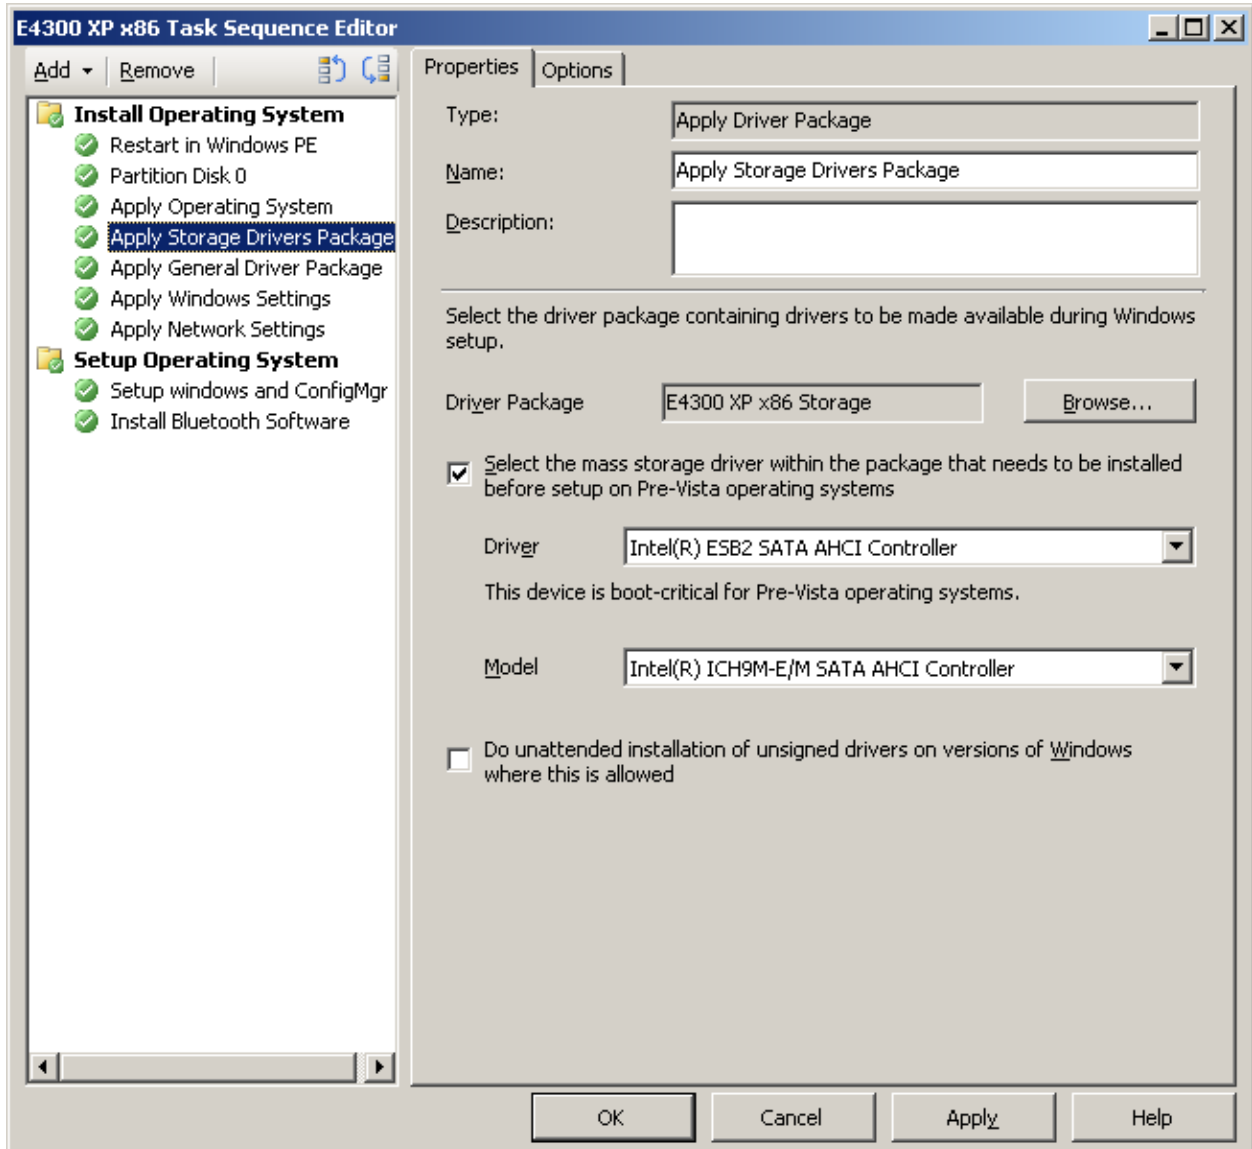 E4300 XP x86 Task Sequence Editor
Add Remove
Properties Options
Install Operating System
Restart in Windows PE
Partition Disk 0
Apply Operating System
Apply Storage Drivers Package
Apply General Driver Package
Apply Windows Settings
Apply Network Settings
Setup Operating System
Setup windows and ConfigMgr
Install Bluetooth Software
Type: Apply Driver Package
Name: Apply Storage Drivers Package
Description:
Select the driver package containing drivers to be made available during Windows
setup.
Driver Package E4300 XP x86 Storage Browse...
Select the mass storage driver within the package that needs to be installed
before setup on Pre-Vista operating systems
Driver Intel(R) ESB2 SATA AHCI Controller
This device is boot-critical for Pre-Vista operating systems.
Model Intel(R) ICH9M-E/M SATA AHCI Controller
Do unattended installation of unsigned drivers on versions of Windows
where this is allowed
OK Cancel Apply Help